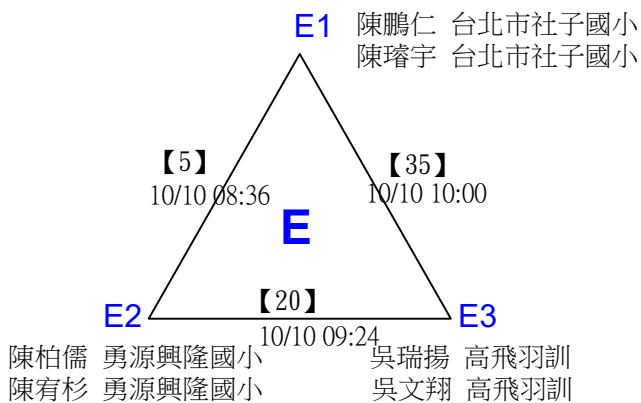 E1 陳鵬仁 台北市社子國小
陳璿宇 台北市社子國小
【5】
10/10 08:36
【35】
10/10 10:00
E
【20】
10/10 09:24
E2
E3
陳柏儒 勇源興隆國小
陳宥杉 勇源興隆國小
吳瑞揚 高飛羽訓
吳文翔 高飛羽訓